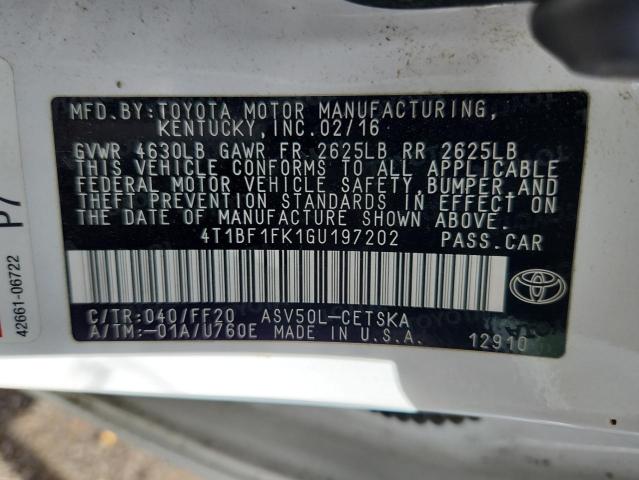 MFD. BY: TOYOTA MOTOR MANUFACTURING,
KENTUCKY, INC. 02/16
GVWR 4630LB GAWR FR 2625LB RR 2625LB
THIS VEHICLE CONFORMS TO ALL APPLICABLE
FEDERAL MOTOR VEHICLE SAFETY, BUMPER, AND
THEFT PREVENTION STANDARDS IN EFFECT ON
THE DATE OF MANUFACTURE SHOWN ABOVE.
4T1BF1FK1GU197202 PASS. CAR
C/TR: 040/FF20 ASV50L-CETSKA
A/TM: -01A/U760E MADE IN U.S.A.
12910
TOYOTA
P7
42661-06722